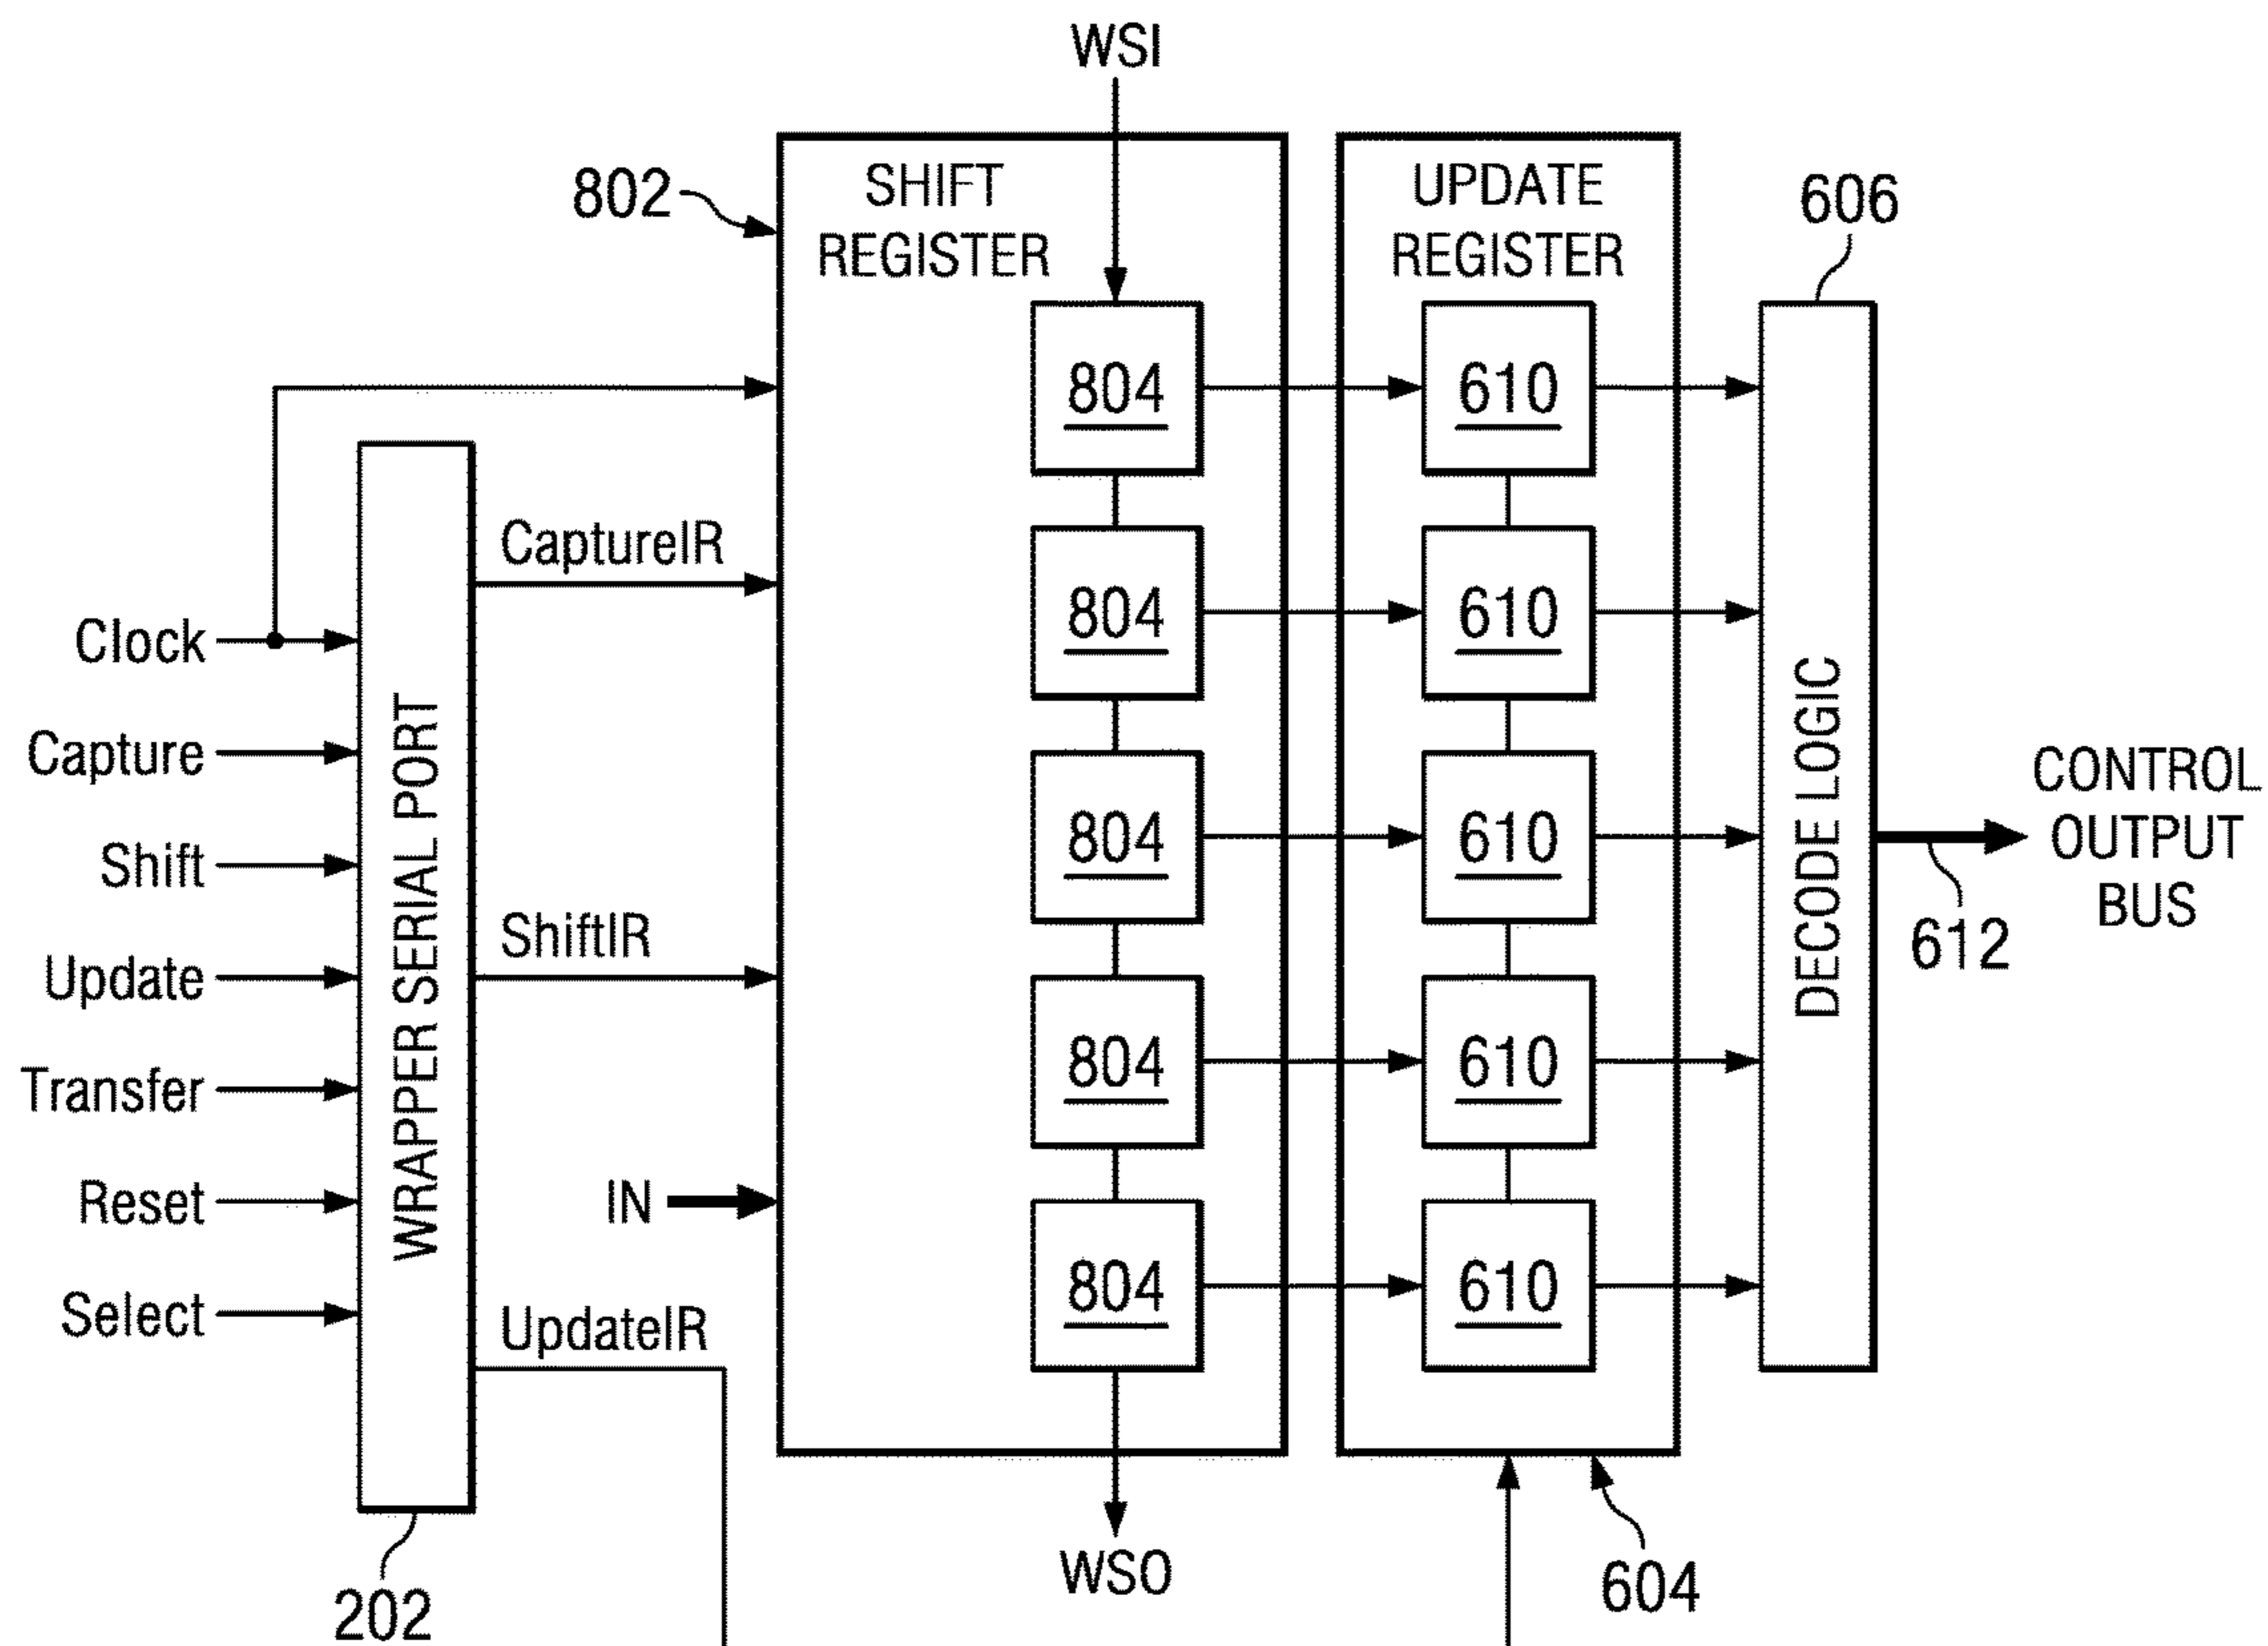 WSI
802
SHIFT
REGISTER
UPDATE
REGISTER
606
804
610
CaptureIR
804
610
Clock
Capture
Shift
Update
Transfer
Reset
Select
WRAPPER SERIAL PORT
804
610
DECODE LOGIC
CONTROL
OUTPUT
BUS
612
ShiftIR
804
610
IN
804
610
UpdateIR
WSO
604
202